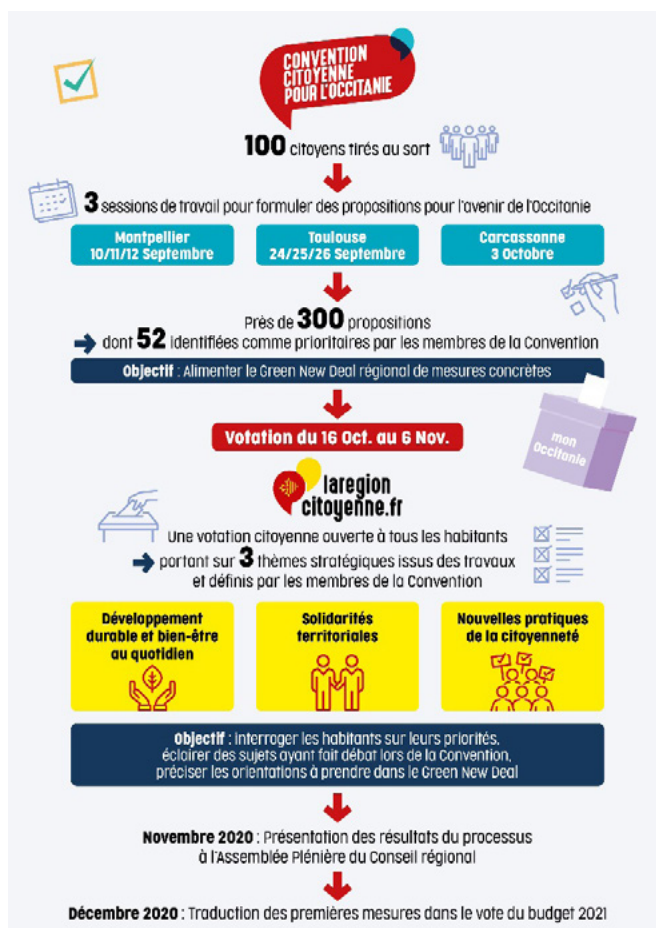 CONVENTION
CITOYENNE
POUR L'OCCITANIE
100 citoyens tirés au sort
3 sessions de travail pour formuler des propositions pour l'avenir de l'Occitanie
Montpellier
10/11/12 Septembre
Toulouse
24/25/26 Septembre
Carcassonne
3 Octobre
Près de 300 propositions
dont 52 identifiées comme prioritaires par les membres de la Convention
Objectif : Alimenter le Green New Deal régional de mesures concrètes
Votation du 16 Oct. au 6 Nov.
mon
Occitanie
laregion
citoyenne.fr
Une votation citoyenne ouverte à tous les habitants
portant sur 3 thèmes stratégiques issus des travaux
et définis par les membres de la Convention
Développement
durable et bien-être
au quotidien
Solidarités
territoriales
Nouvelles pratiques
de la citoyenneté
Objectif : interroger les habitants sur leurs priorités,
éclairer des sujets ayant fait débat lors de la Convention,
préciser les orientations à prendre dans le Green New Deal
Novembre 2020 : Présentation des résultats du processus
à l'Assemblée Plénière du Conseil régional
Décembre 2020 : Traduction des premières mesures dans le vote du budget 2021